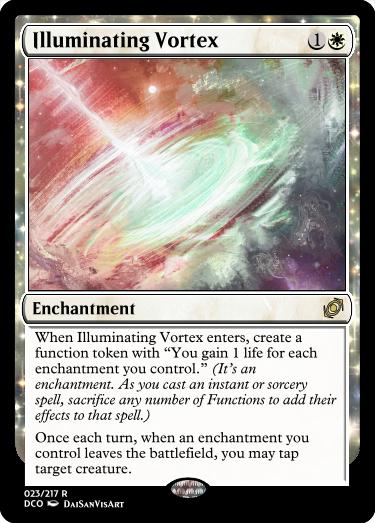 Illuminating Vortex 1
Enchantment
When Illuminating Vortex enters, create a
function token with “You gain 1 life for each
enchantment you control.” (It's an
enchantment. As you cast an instant or sorcery
spell, sacrifice any number of Functions to add their
effects to that spell.)
Once each turn, when an enchantment you
control leaves the battlefield, you may tap
target creature.
023/217 R
DCO DaiSanVisArt